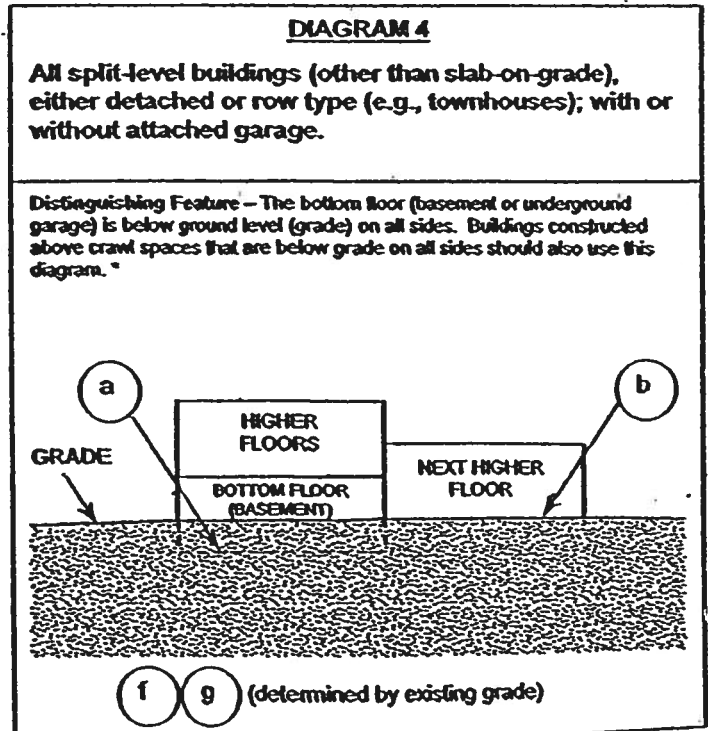 DIAGRAM 4
All split-level buildings (other than slab-on-grade),
either detached or row type (e.g., townhouses); with or
without attached garage.
Distinguishing Feature – The bottom floor (basement or underground
garage) is below ground level (grade) on all sides. Buildings constructed
above crawl spaces that are below grade on all sides should also use this
diagram. *
a
b
HIGHER
FLOORS
GRADE
NEXT HIGHER
FLOOR
BOTTOM FLOOR
(BASEMENT)
f g (determined by existing grade)